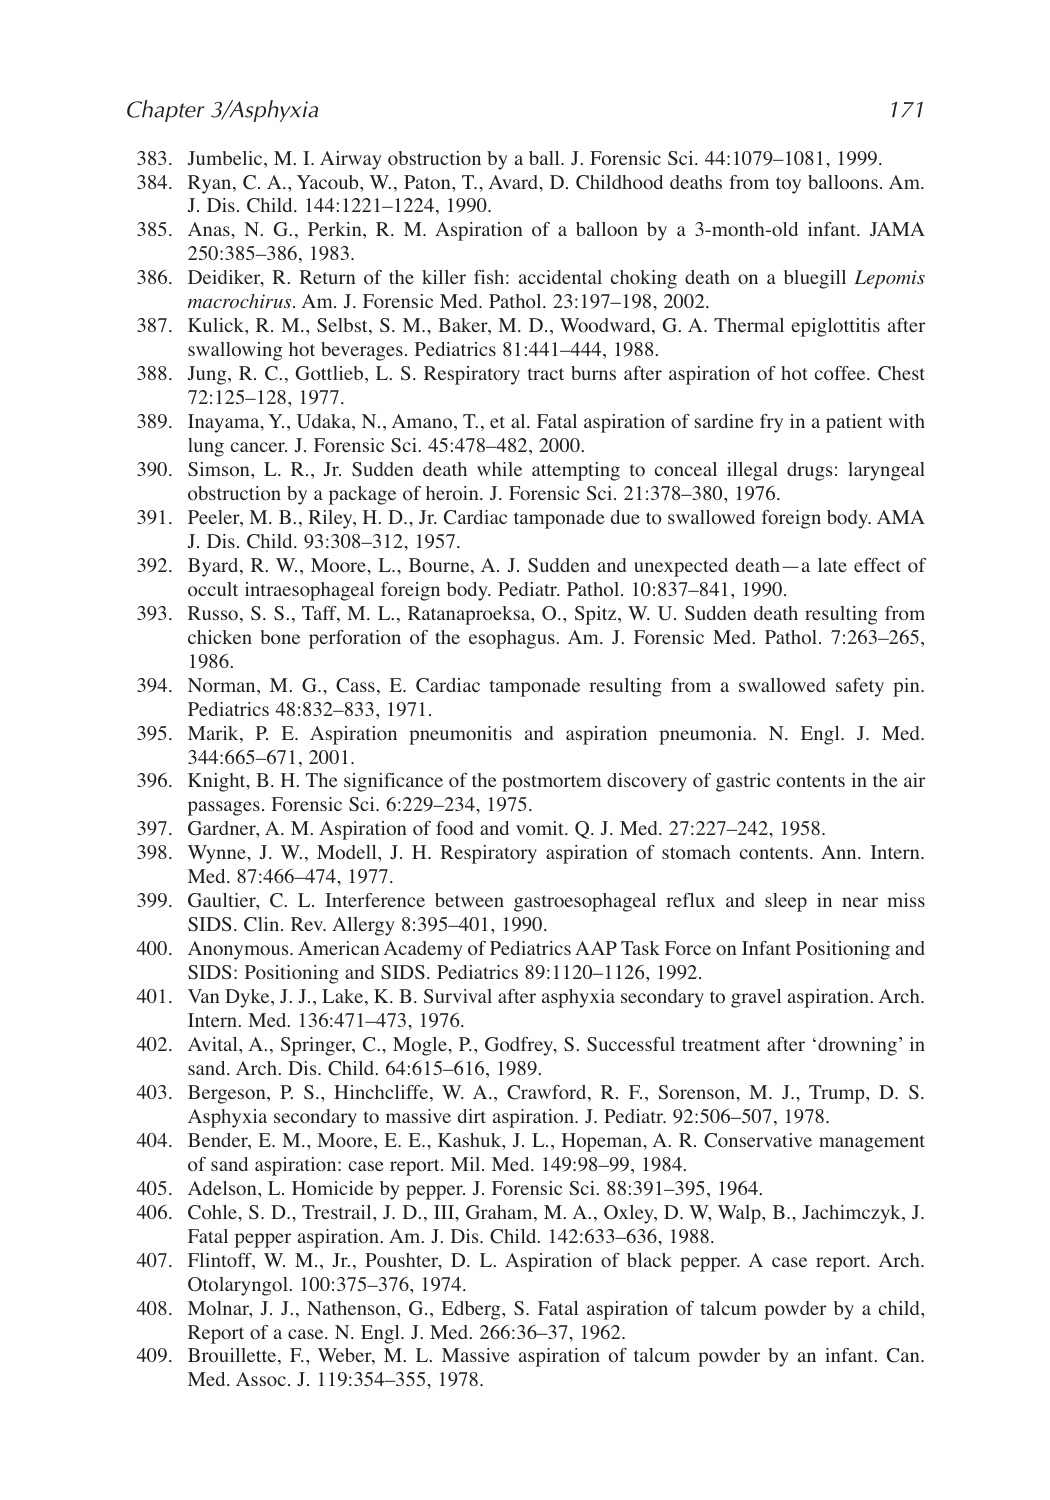 Chapter 3/Asphyxia 171
383. Jumbelic, M. I. Airway obstruction by a ball. J. Forensic Sci. 44:1079–1081, 1999.
384. Ryan, C. A., Yacoub, W., Paton, T., Avard, D. Childhood deaths from toy balloons. Am.
J. Dis. Child. 144:1221–1224, 1990.
385. Anas, N. G., Perkin, R. M. Aspiration of a balloon by a 3-month-old infant. JAMA
250:385–386, 1983.
386. Deidiker, R. Return of the killer fish: accidental choking death on a bluegill Lepomis
macrochirus. Am. J. Forensic Med. Pathol. 23:197–198, 2002.
387. Kulick, R. M., Selbst, S. M., Baker, M. D., Woodward, G. A. Thermal epiglottitis after
swallowing hot beverages. Pediatrics 81:441–444, 1988.
388. Jung, R. C., Gottlieb, L. S. Respiratory tract burns after aspiration of hot coffee. Chest
72:125–128, 1977.
389. Inayama, Y., Udaka, N., Amano, T., et al. Fatal aspiration of sardine fry in a patient with
lung cancer. J. Forensic Sci. 45:478–482, 2000.
390. Simson, L. R., Jr. Sudden death while attempting to conceal illegal drugs: laryngeal
obstruction by a package of heroin. J. Forensic Sci. 21:378–380, 1976.
391. Peeler, M. B., Riley, H. D., Jr. Cardiac tamponade due to swallowed foreign body. AMA
J. Dis. Child. 93:308–312, 1957.
392. Byard, R. W., Moore, L., Bourne, A. J. Sudden and unexpected death—a late effect of
occult intraesophageal foreign body. Pediatr. Pathol. 10:837–841, 1990.
393. Russo, S. S., Taff, M. L., Ratanaproeksa, O., Spitz, W. U. Sudden death resulting from
chicken bone perforation of the esophagus. Am. J. Forensic Med. Pathol. 7:263–265,
1986.
394. Norman, M. G., Cass, E. Cardiac tamponade resulting from a swallowed safety pin.
Pediatrics 48:832–833, 1971.
395. Marik, P. E. Aspiration pneumonitis and aspiration pneumonia. N. Engl. J. Med.
344:665–671, 2001.
396. Knight, B. H. The significance of the postmortem discovery of gastric contents in the air
passages. Forensic Sci. 6:229–234, 1975.
397. Gardner, A. M. Aspiration of food and vomit. Q. J. Med. 27:227–242, 1958.
398. Wynne, J. W., Modell, J. H. Respiratory aspiration of stomach contents. Ann. Intern.
Med. 87:466–474, 1977.
399. Gaultier, C. L. Interference between gastroesophageal reflux and sleep in near miss
SIDS. Clin. Rev. Allergy 8:395–401, 1990.
400. Anonymous. American Academy of Pediatrics AAP Task Force on Infant Positioning and
SIDS: Positioning and SIDS. Pediatrics 89:1120–1126, 1992.
401. Van Dyke, J. J., Lake, K. B. Survival after asphyxia secondary to gravel aspiration. Arch.
Intern. Med. 136:471–473, 1976.
402. Avital, A., Springer, C., Mogle, P., Godfrey, S. Successful treatment after ‘drowning’ in
sand. Arch. Dis. Child. 64:615–616, 1989.
403. Bergeson, P. S., Hinchcliffe, W. A., Crawford, R. F., Sorenson, M. J., Trump, D. S.
Asphyxia secondary to massive dirt aspiration. J. Pediatr. 92:506–507, 1978.
404. Bender, E. M., Moore, E. E., Kashuk, J. L., Hopeman, A. R. Conservative management
of sand aspiration: case report. Mil. Med. 149:98–99, 1984.
405. Adelson, L. Homicide by pepper. J. Forensic Sci. 88:391–395, 1964.
406. Cohle, S. D., Trestrail, J. D., III, Graham, M. A., Oxley, D. W, Walp, B., Jachimczyk, J.
Fatal pepper aspiration. Am. J. Dis. Child. 142:633–636, 1988.
407. Flintoff, W. M., Jr., Poushter, D. L. Aspiration of black pepper. A case report. Arch.
Otolaryngol. 100:375–376, 1974.
408. Molnar, J. J., Nathenson, G., Edberg, S. Fatal aspiration of talcum powder by a child,
Report of a case. N. Engl. J. Med. 266:36–37, 1962.
409. Brouillette, F., Weber, M. L. Massive aspiration of talcum powder by an infant. Can.
Med. Assoc. J. 119:354–355, 1978.